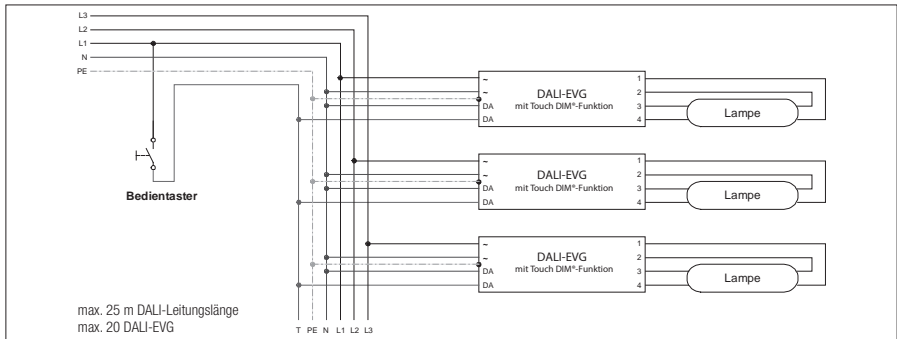 L3
L2
L1
N
PE
~
~
DA
DA
DALI-EVG
mit Touch DIM®-Funktion
1
2
3
4
Lampe
~
~
DA
DA
DALI-EVG
mit Touch DIM®-Funktion
1
2
3
4
Lampe
Bedientaster
~
~
DA
DA
DALI-EVG
mit Touch DIM®-Funktion
1
2
3
4
Lampe
max. 25 m DALI-Leitungslänge
max. 20 DALI-EVG
T PE N L1 L2 L3